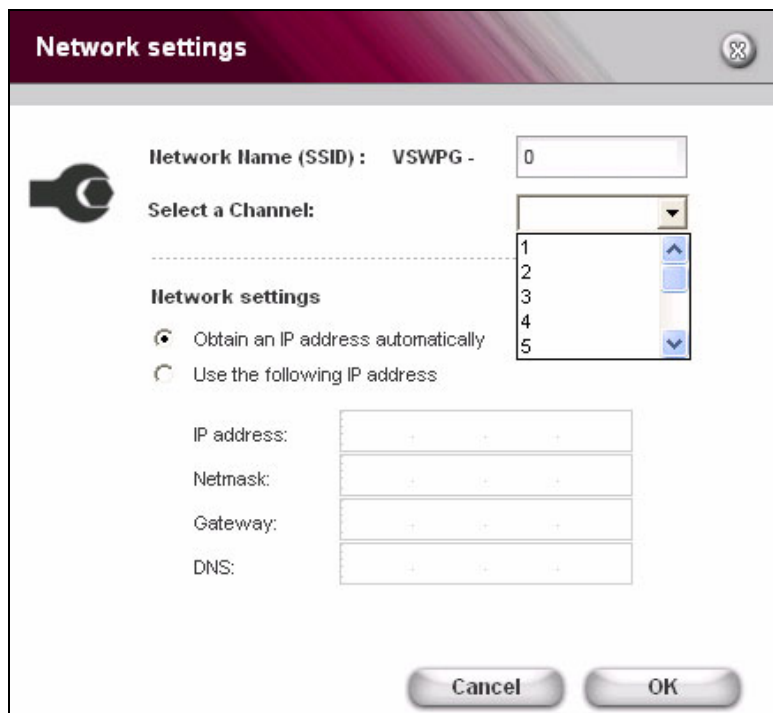 Network settings
Network Name (SSID) : VSWPG - 0
Select a Channel:
1
2
3
4
5
Network settings
Obtain an IP address automatically
Use the following IP address
IP address:
Netmask:
Gateway:
DNS:
Cancel OK